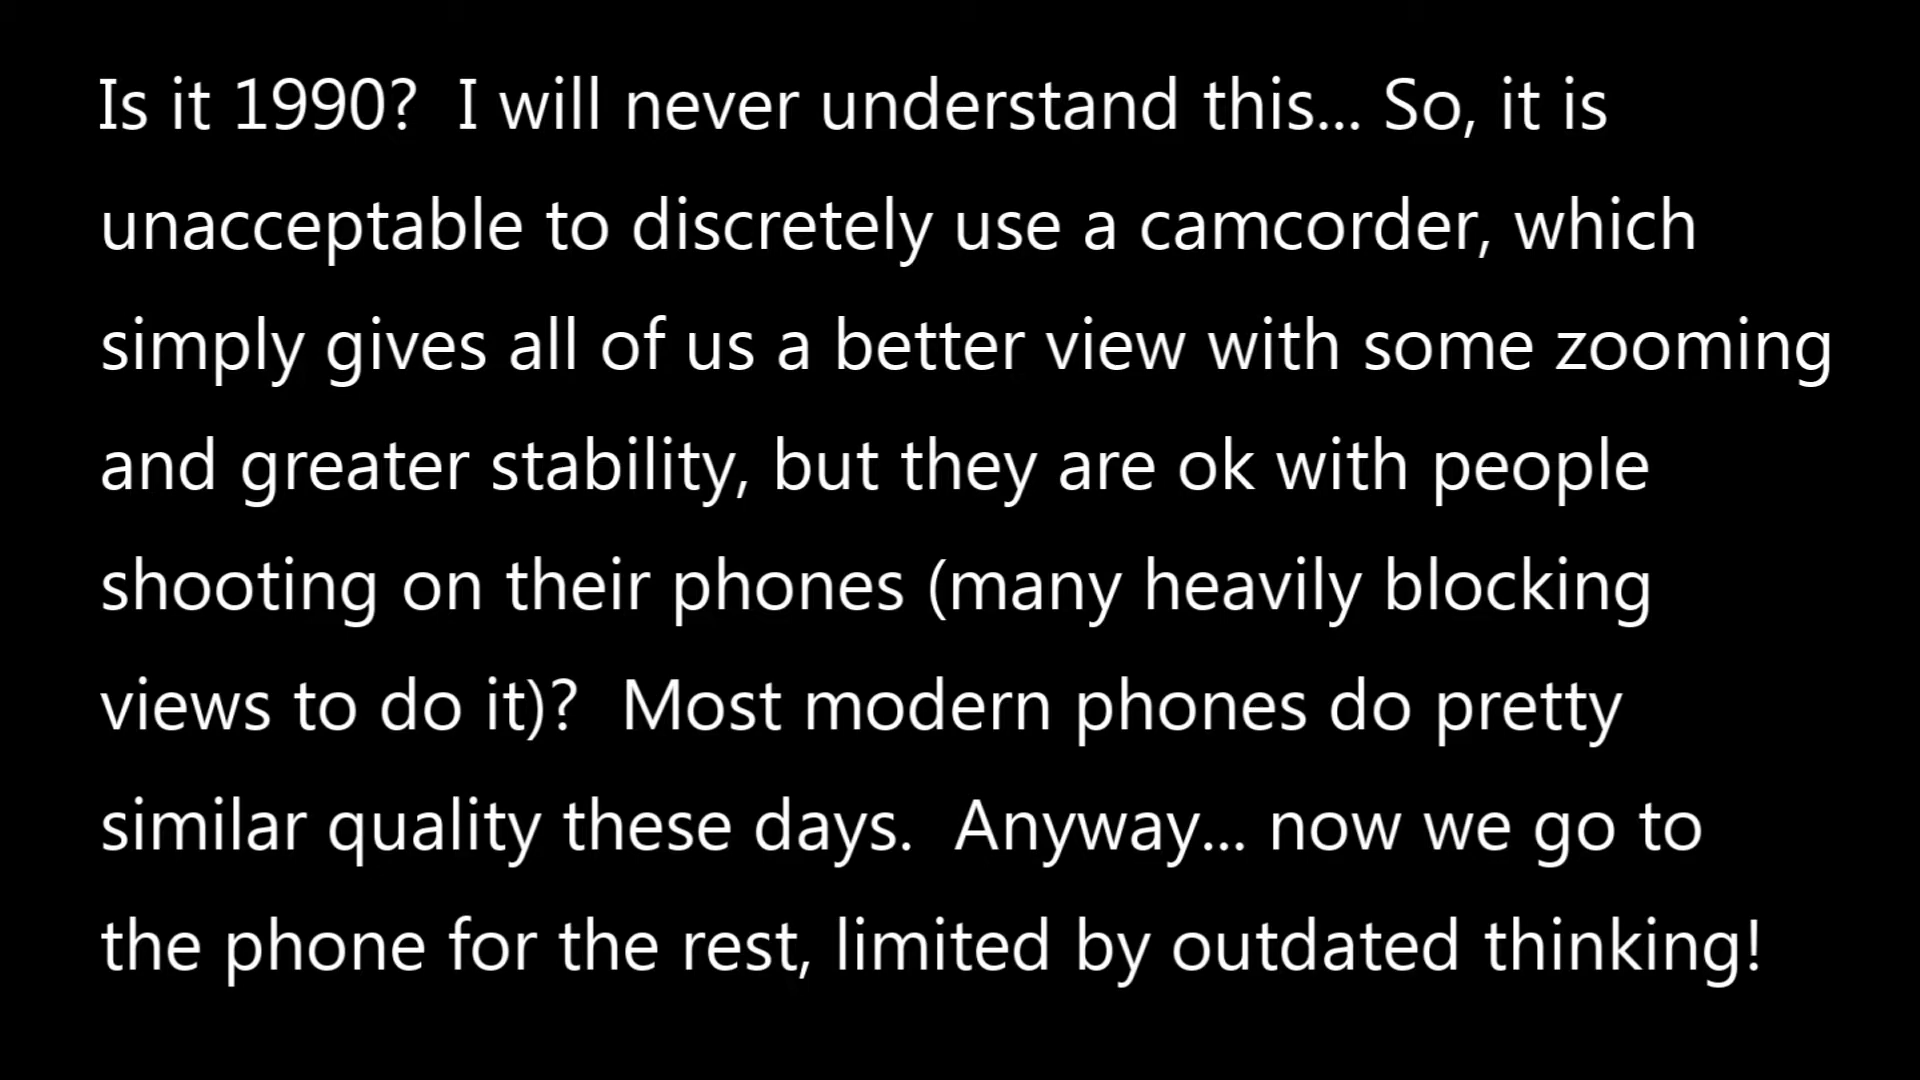 Is it 1990?  I will never understand this... So, it is
unacceptable to discretely use a camcorder, which
simply gives all of us a better view with some zooming
and greater stability, but they are ok with people
shooting on their phones (many heavily blocking
views to do it)?  Most modern phones do pretty
similar quality these days.  Anyway... now we go to
the phone for the rest, limited by outdated thinking!